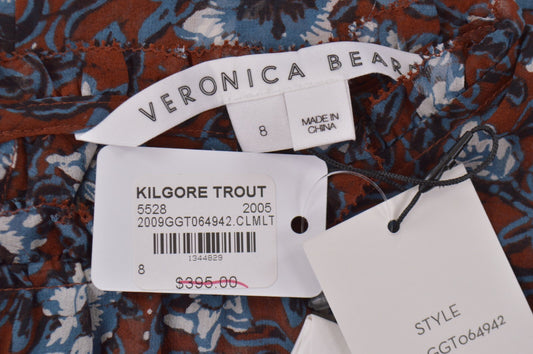 VERONICA BEAR
8
MADE IN
CHINA
KILGORE TROUT
5528 2005
2009GGT064942.CLMLT
1344829
8 $395.00
STYLE
GGT064942